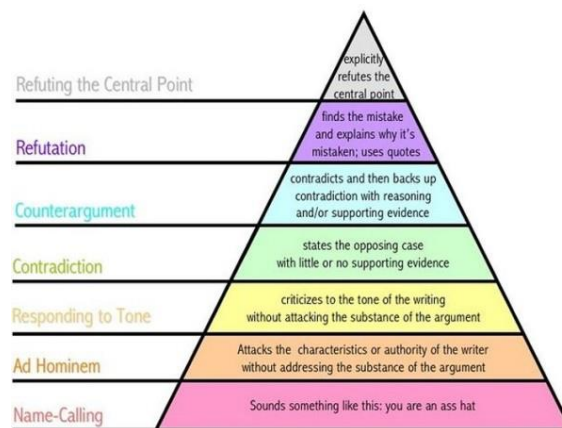 Refuting the Central Point
explicitly
refutes the
central point
Refutation
finds the mistake
and explains why it's
mistaken; uses quotes
Counterargument
contradicts and then backs up
contradiction with reasoning
and/or supporting evidence
Contradiction
states the opposing case
with little or no supporting evidence
Responding to Tone
criticizes to the tone of the writing
without attacking the substance of the argument
Ad Hominem
Attacks the characteristics or authority of the writer
without addressing the substance of the argument
Name-Calling
Sounds something like this: you are an ass hat